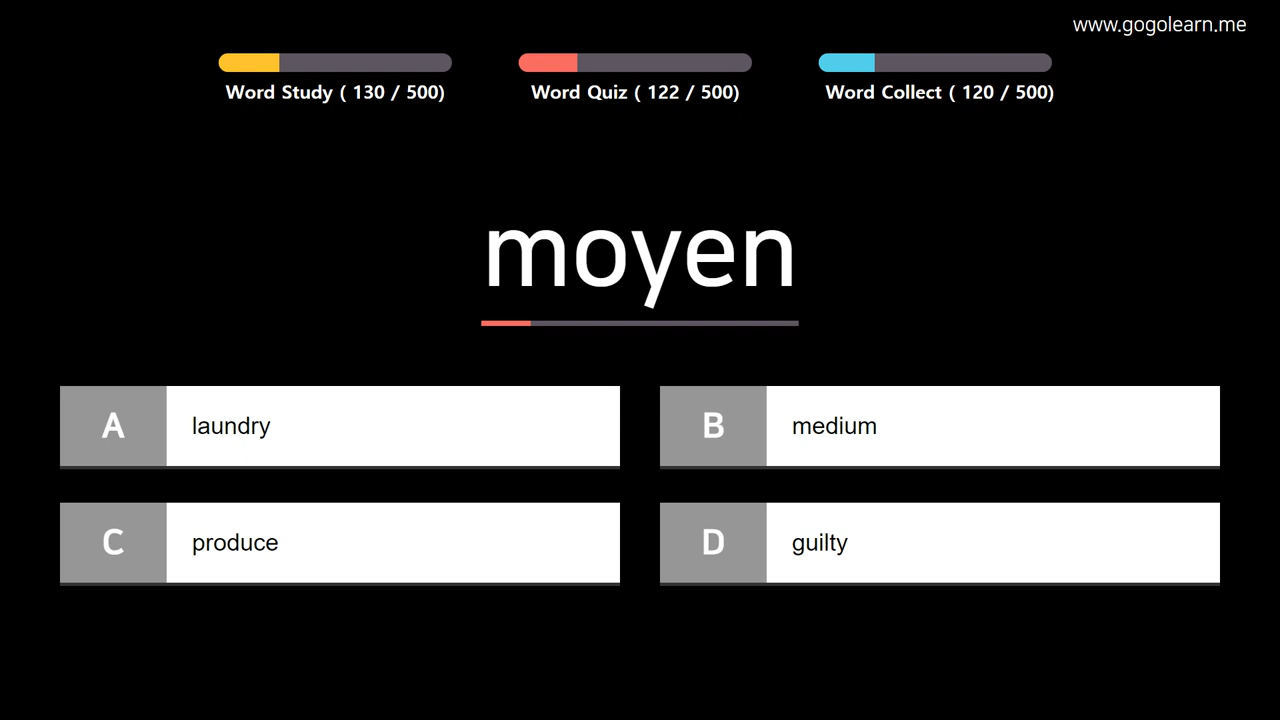 www.gogolearn.me
Word Study ( 130 / 500)
Word Quiz ( 122 / 500)
Word Collect ( 120 / 500)
moyen
A laundry
B medium
C produce
D guilty